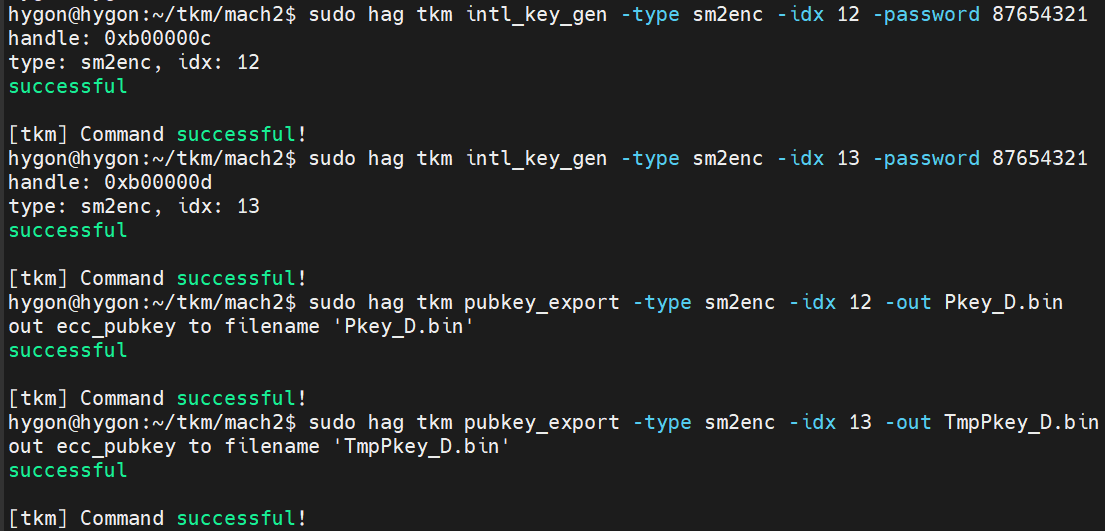 hygon@hygon:~/tkm/mach2$ sudo hag tkm intl_key_gen -type sm2enc -idx 12 -password 87654321
handle: 0xb00000c
type: sm2enc, idx: 12
successful

[tkm] Command successful!
hygon@hygon:~/tkm/mach2$ sudo hag tkm intl_key_gen -type sm2enc -idx 13 -password 87654321
handle: 0xb00000d
type: sm2enc, idx: 13
successful

[tkm] Command successful!
hygon@hygon:~/tkm/mach2$ sudo hag tkm pubkey_export -type sm2enc -idx 12 -out Pkey_D.bin
out ecc_pubkey to filename 'Pkey_D.bin'
successful

[tkm] Command successful!
hygon@hygon:~/tkm/mach2$ sudo hag tkm pubkey_export -type sm2enc -idx 13 -out TmpPkey_D.bin
out ecc_pubkey to filename 'TmpPkey_D.bin'
successful

[tkm] Command successful!